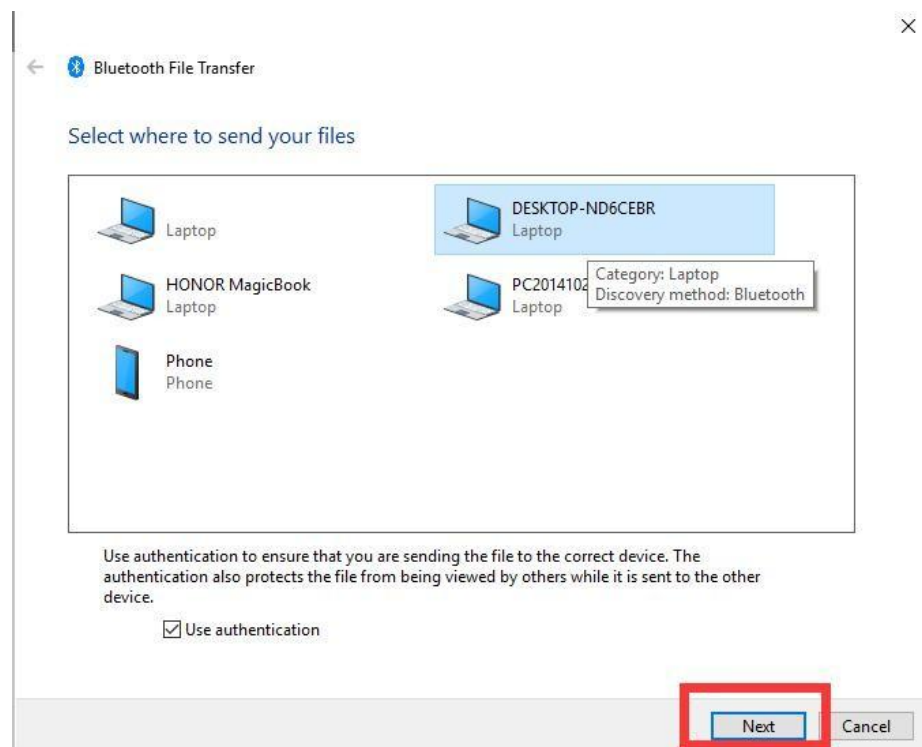 Bluetooth File Transfer
Select where to send your files
Laptop
DESKTOP-ND6CEBR
Laptop
HONOR MagicBook
Laptop
PC2014102
Laptop
Category: Laptop
Discovery method: Bluetooth
Phone
Phone
Use authentication to ensure that you are sending the file to the correct device. The
authentication also protects the file from being viewed by others while it is sent to the other
device.
Use authentication
Next
Cancel